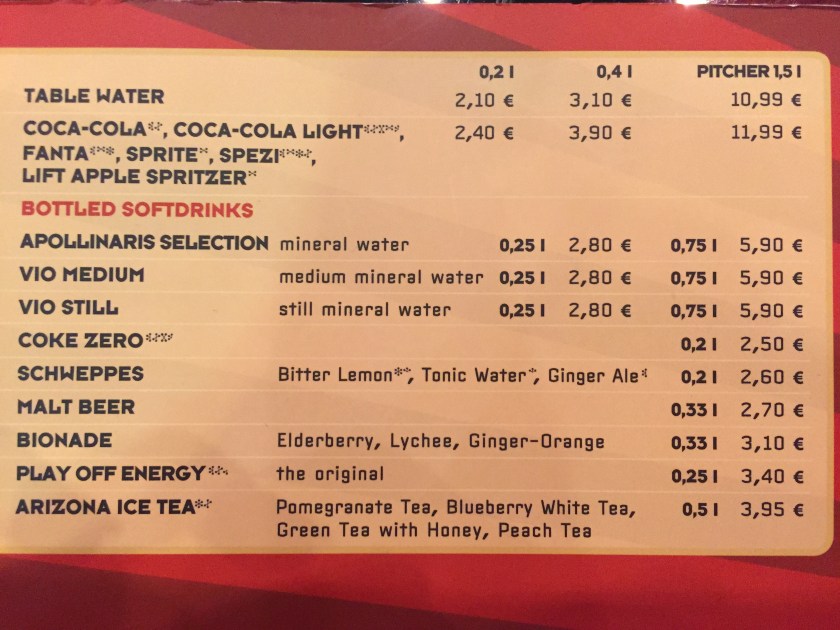 0,2 l 0,4 l PITCHER 1,5 l
TABLE WATER 2,10 € 3,10 € 10,99 €
COCA-COLA, COCA-COLA LIGHT, 2,40 € 3,90 € 11,99 €
FANTA, SPRITE, SPEZI,
LIFT APPLE SPRITZER
BOTTLED SOFTDRINKS
APOLLINARIS SELECTION mineral water 0,25 l 2,80 € 0,75 l 5,90 €
VIO MEDIUM medium mineral water 0,25 l 2,80 € 0,75 l 5,90 €
VIO STILL still mineral water 0,25 l 2,80 € 0,75 l 5,90 €
COKE ZERO 0,2 l 2,50 €
SCHWEPPES Bitter Lemon, Tonic Water, Ginger Ale 0,2 l 2,60 €
MALT BEER 0,33 l 2,70 €
BIONADE Elderberry, Lychee, Ginger-Orange 0,33 l 3,10 €
PLAY OFF ENERGY the original 0,25 l 3,40 €
ARIZONA ICE TEA Pomegranate Tea, Blueberry White Tea, 0,5 l 3,95 €
Green Tea with Honey, Peach Tea